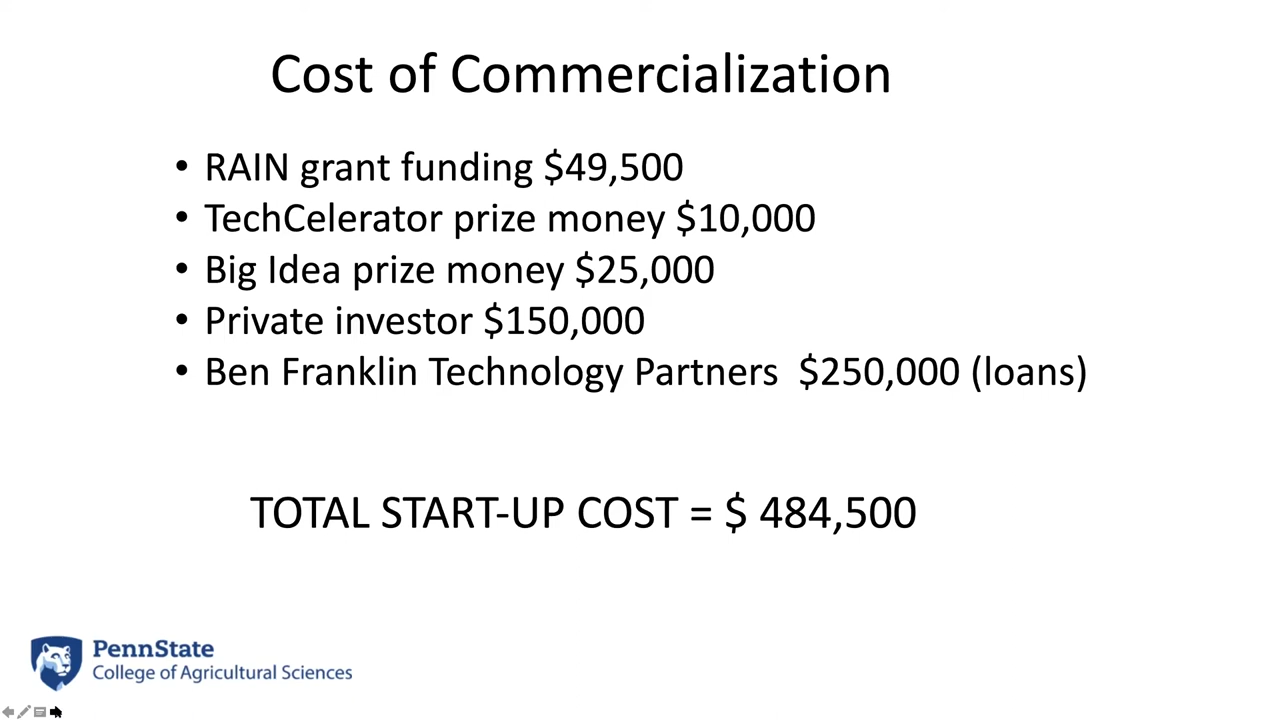 Cost of Commercialization
• RAIN grant funding $49,500
• TechCelerator prize money $10,000
• Big Idea prize money $25,000
• Private investor $150,000
• Ben Franklin Technology Partners  $250,000 (loans)
TOTAL START-UP COST = $ 484,500
PennState
College of Agricultural Sciences